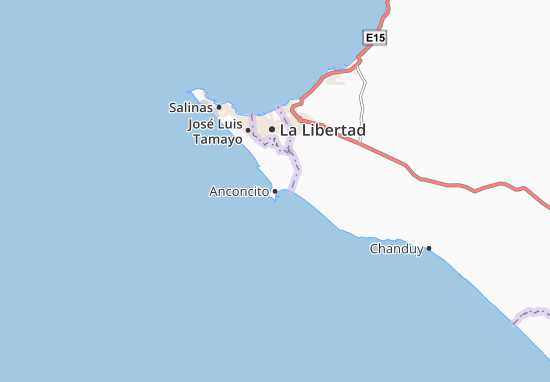 E15
Salinas
José Luis
Tamayo
La Libertad
Anconcito
Chanduy